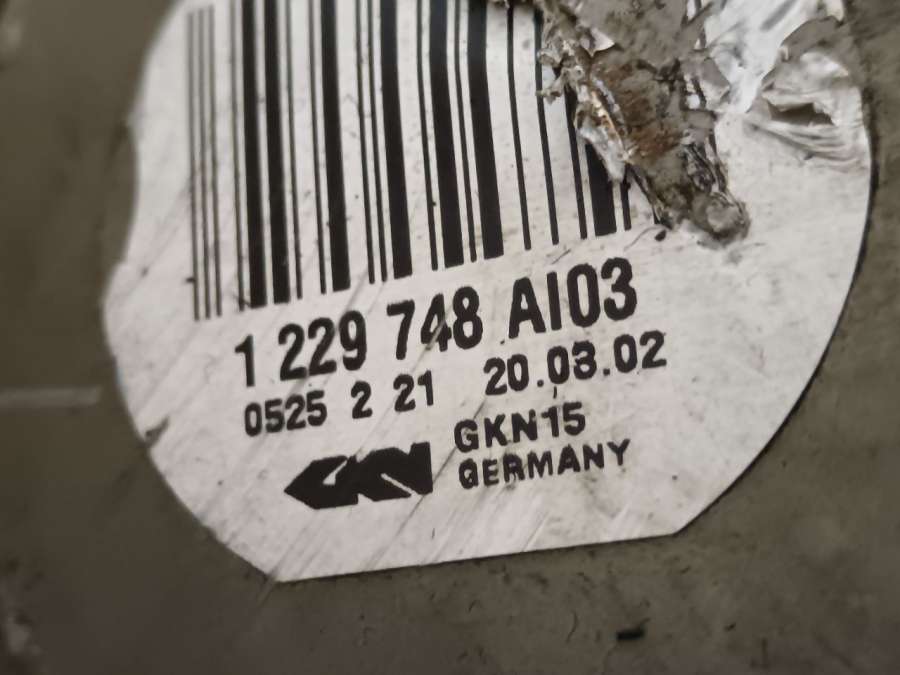 1 229 748 AI03
0525 2 21 20.03.02
GKN GKN15
GERMANY